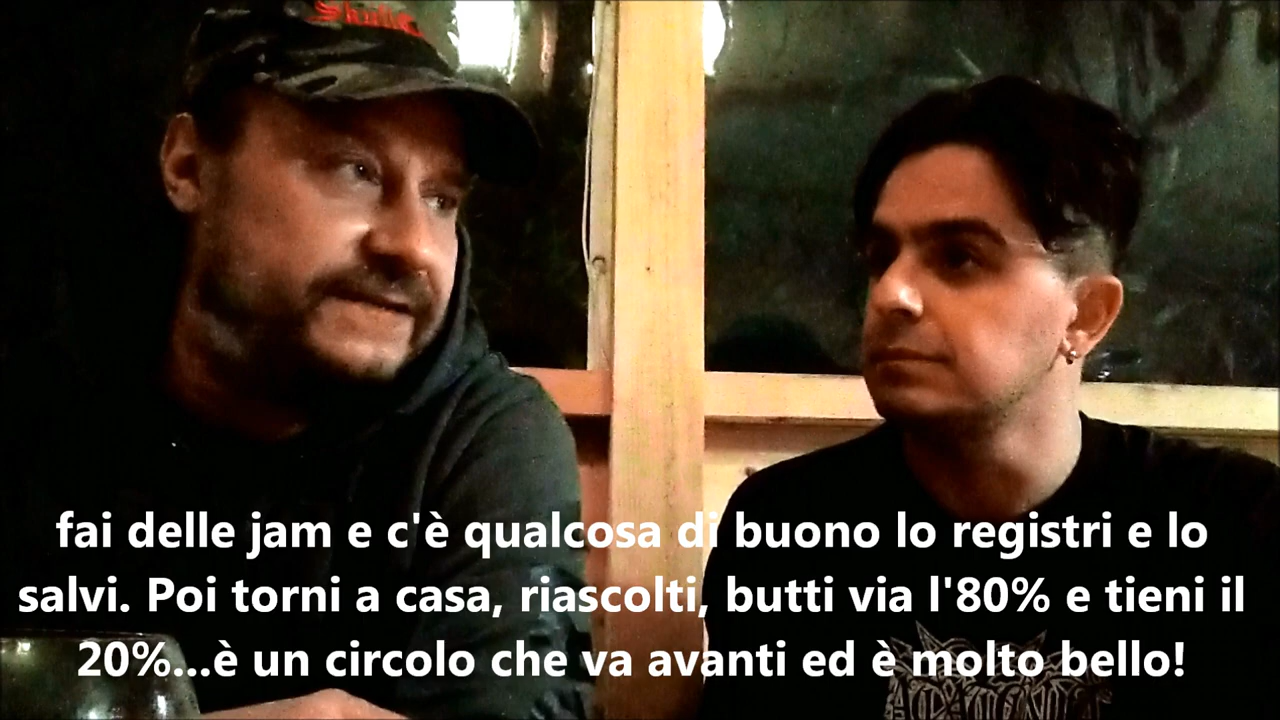 fai delle jam e c'è qualcosa di buono lo registri e lo
salvi. Poi torni a casa, riascolti, butti via l'80% e tieni il
20%...è un circolo che va avanti ed è molto bello!